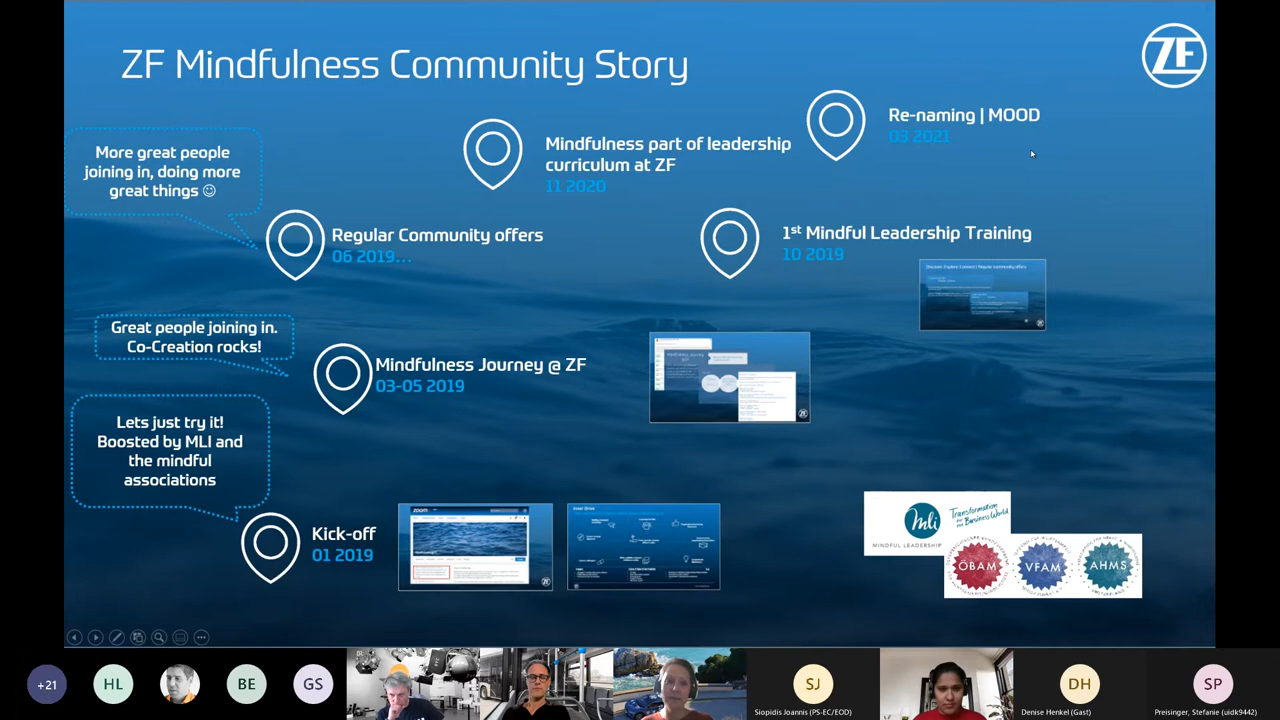 ZF Mindfulness Community Story
ZF
Re-naming | MOOD
03 2021
Mindfulness part of leadership
curriculum at ZF
11 2020
More great people
joining in, doing more
great things ☺
Regular Community offers
06 2019...
1st Mindful Leadership Training
10 2019
Great people joining in.
Co-Creation rocks!
Mindfulness Journey @ ZF
03-05 2019
Lets just try it!
Boosted by MLI and
the mindful
associations
Kick-off
01 2019
zoom
mli
Transformation
Business World
MINDFUL LEADERSHIP
ÖBAM
VFAM
AHMS
+21
HL
BE
GS
SJ
Siopidis Joannis (PS-EC/EOD)
DH
Denise Henkel (Gast)
SP
Preisinger, Stefanie (uidk9442)